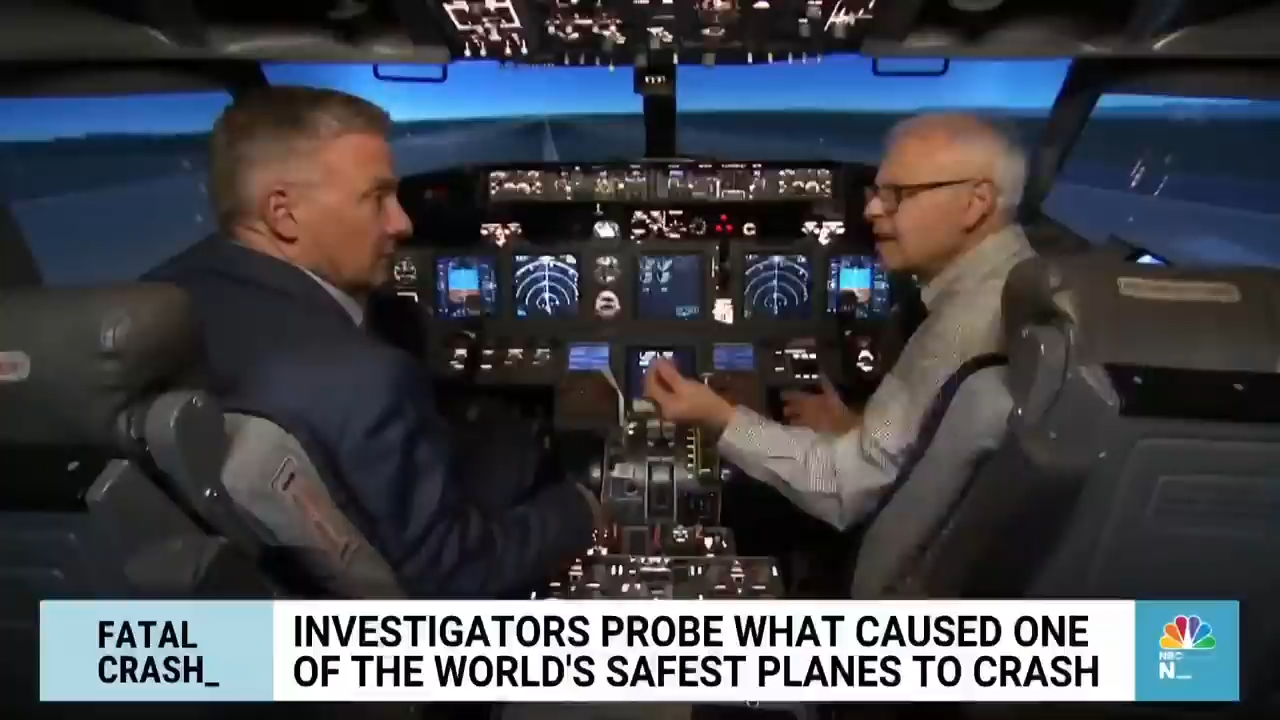 FATAL
CRASH_
INVESTIGATORS PROBE WHAT CAUSED ONE
OF THE WORLD'S SAFEST PLANES TO CRASH
NBC
N_